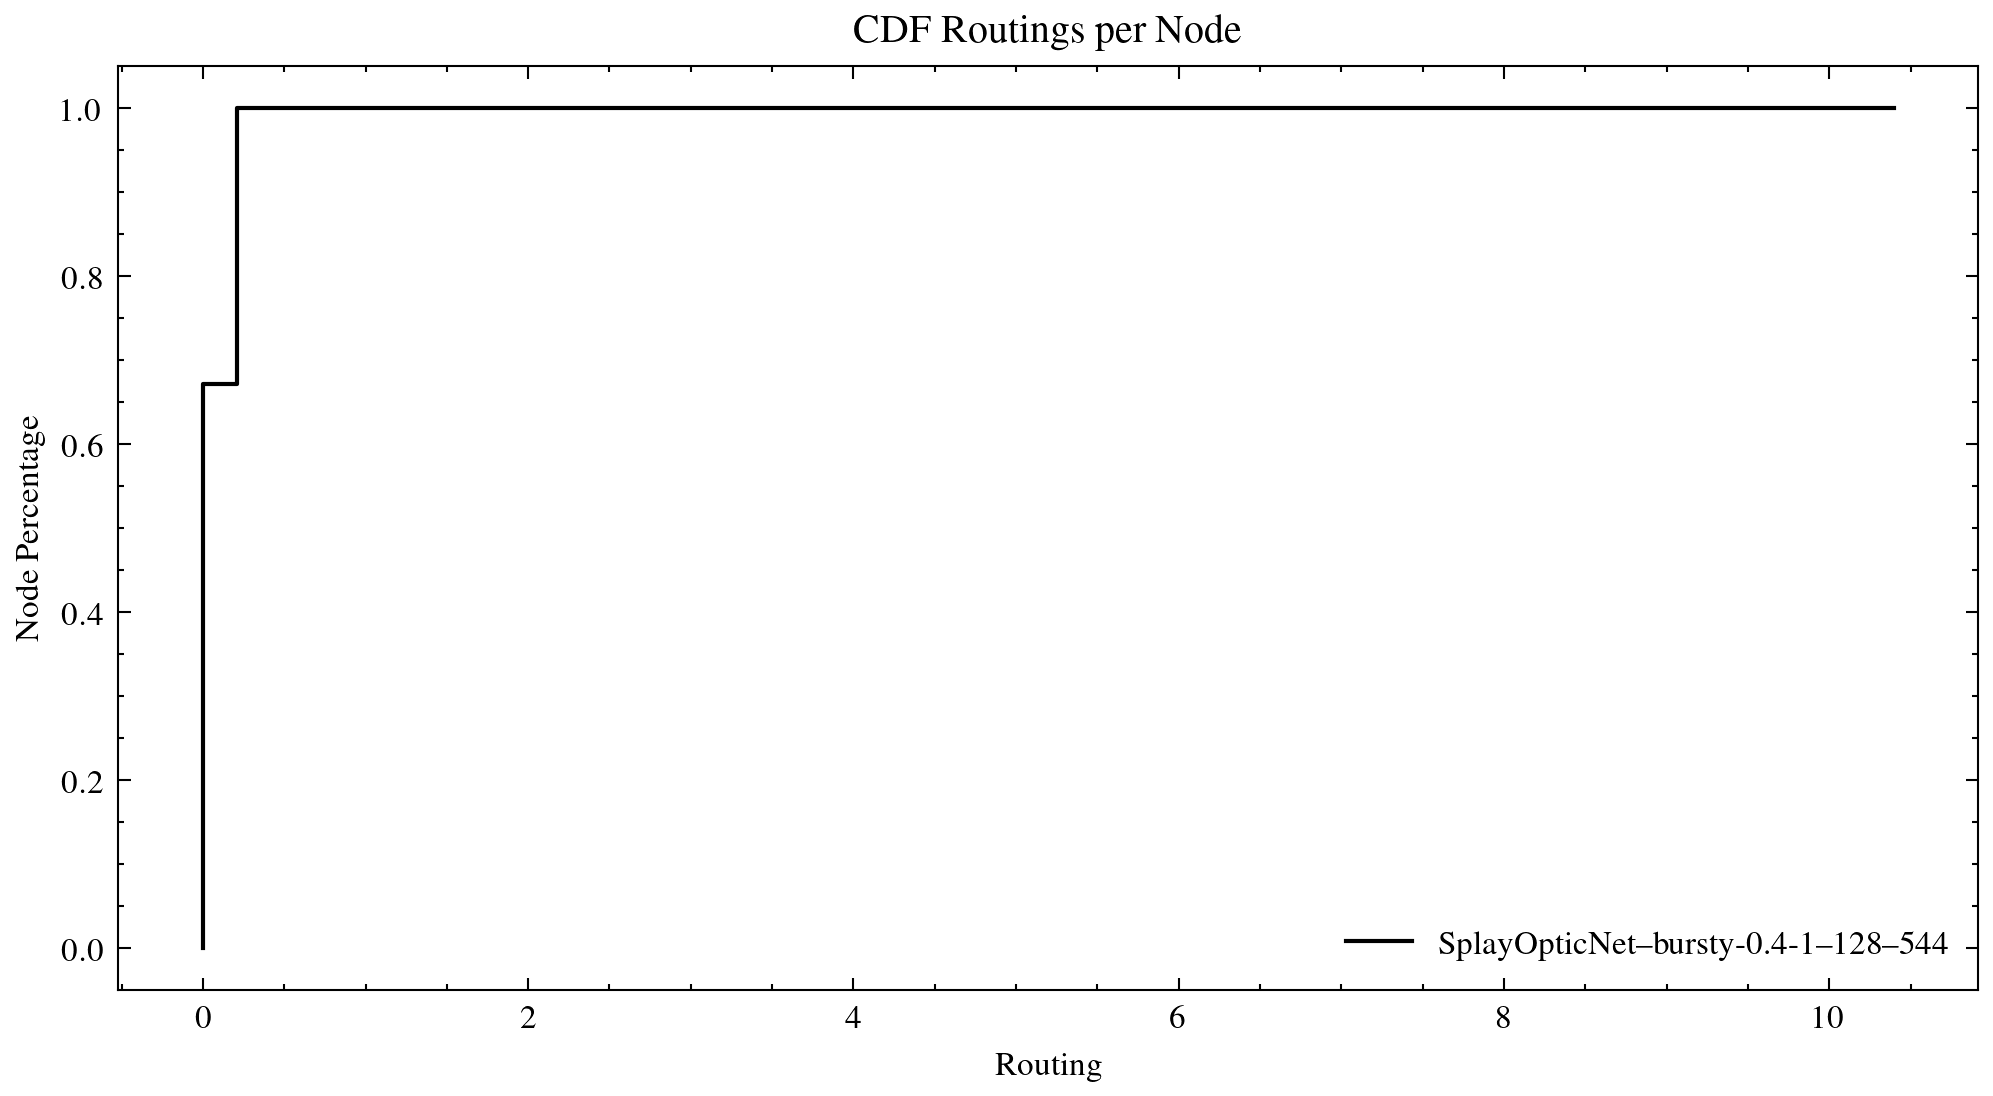 CDF Routings per Node
1.0
0.8
0.6
0.4
0.2
0.0
Node Percentage
SplayOpticNet–bursty-0.4-1–128–544
0 2 4 6 8 10
Routing